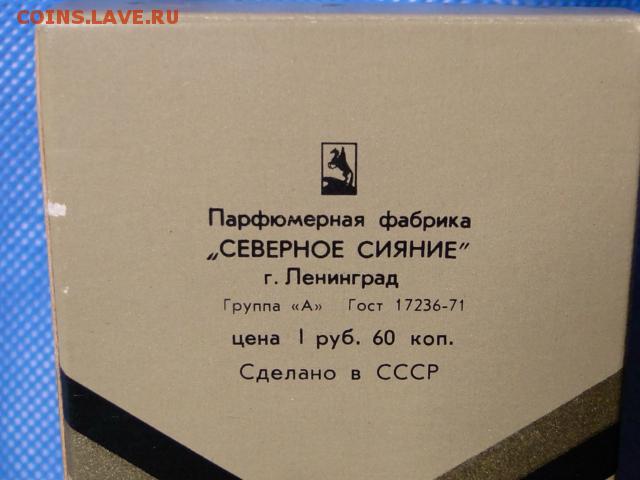 COINS.LAVE.RU
Парфюмерная фабрика
„СЕВЕРНОЕ СИЯНИЕ"
г. Ленинград
Группа «А» Гост 17236-71
цена 1 руб. 60 коп.
Сделано в СССР